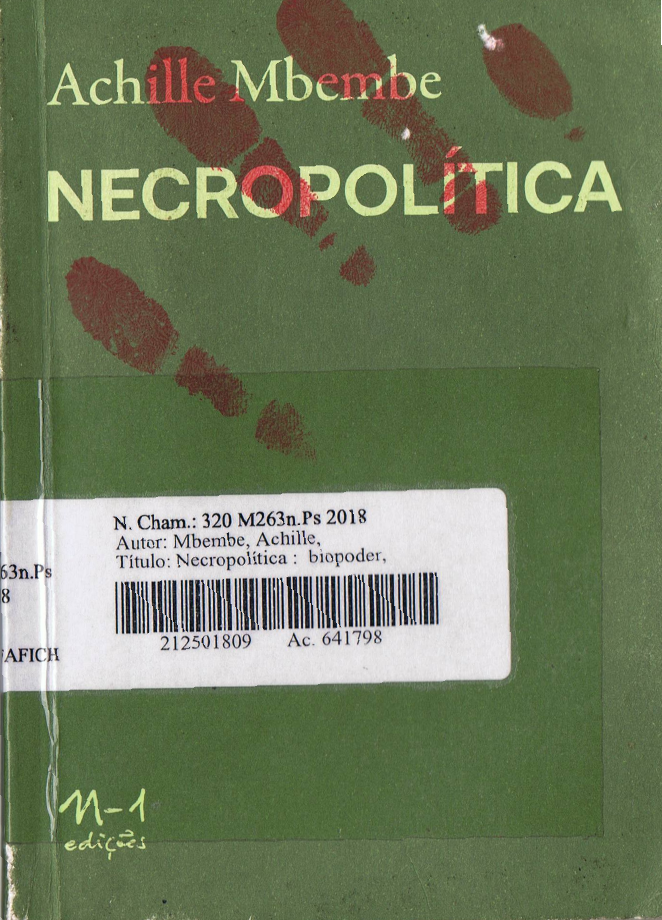 Achille Mbembe
NECROPOLÍTICA
N. Cham.: 320 M263n.Ps 2018
Autor: Mbembe, Achille,
Título: Necropolítica : biopoder,
63n.Ps
8
212501809 Ac. 641798
FAFICH
n-1
edições